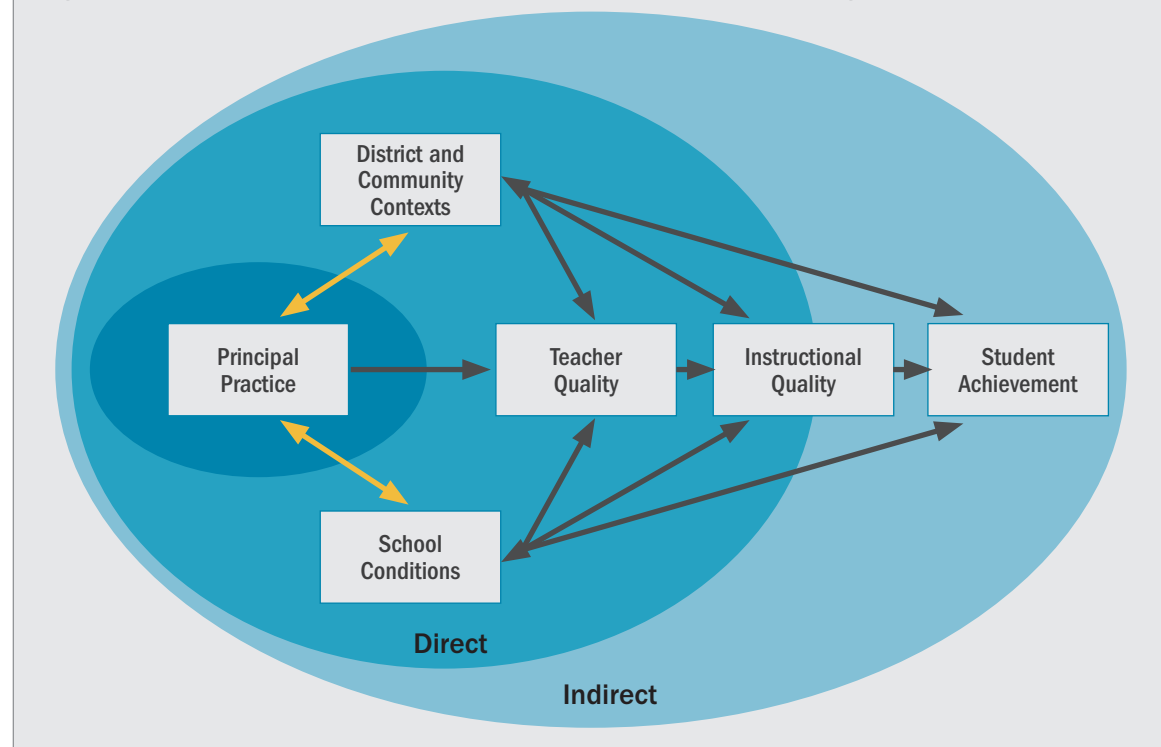 District and
Community
Contexts
Principal
Practice
Teacher
Quality
Instructional
Quality
Student
Achievement
School
Conditions
Direct
Indirect